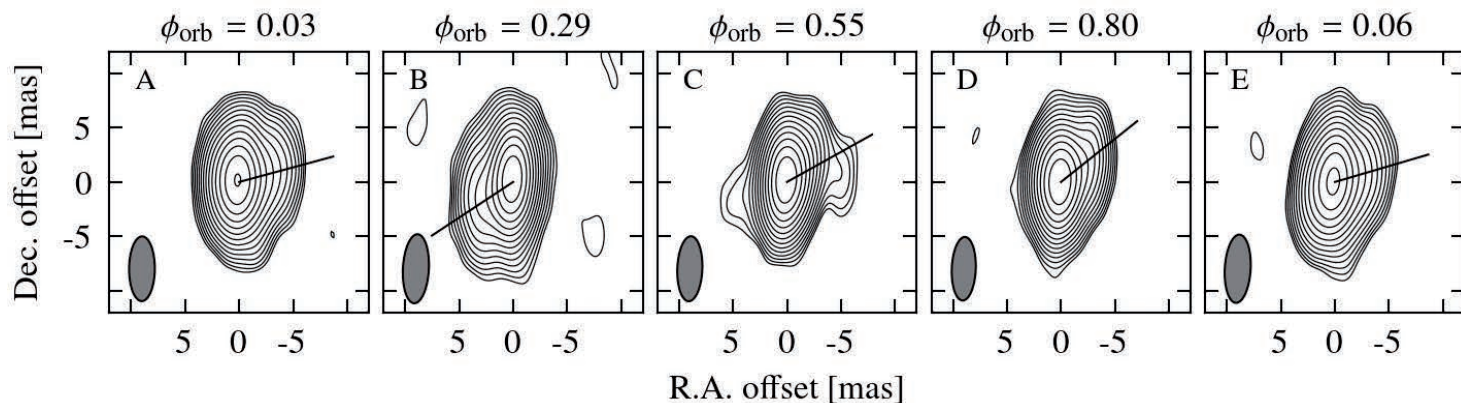 ϕorb = 0.03 ϕorb = 0.29 ϕorb = 0.55 ϕorb = 0.80 ϕorb = 0.06
A B C D E
Dec. offset [mas]
5
0
-5
5 0 -5 5 0 -5 5 0 -5 5 0 -5 5 0 -5
R.A. offset [mas]